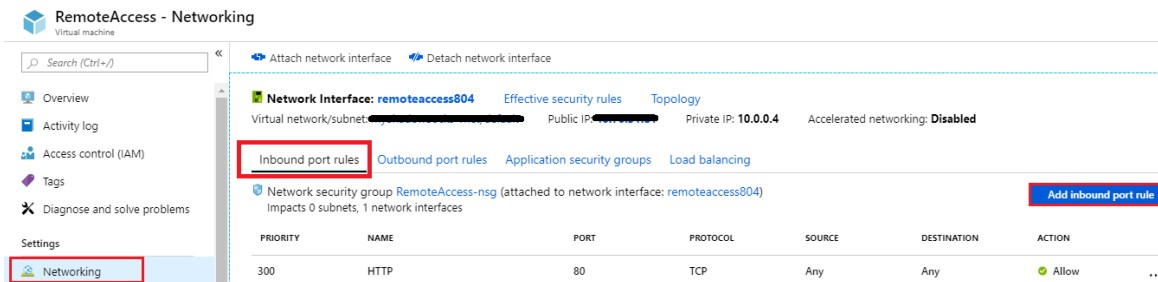 RemoteAccess - Networking
Virtual machine
Search (Ctrl+/)
«
Attach network interface Detach network interface
Overview
Activity log
Access control (IAM)
Tags
Diagnose and solve problems
Settings
Networking
Network Interface: remoteaccess804 Effective security rules Topology
Virtual network/subnet: Public IP: Private IP: 10.0.0.4 Accelerated networking: Disabled
Inbound port rules Outbound port rules Application security groups Load balancing
Network security group RemoteAccess-nsg (attached to network interface: remoteaccess804)
Impacts 0 subnets, 1 network interfaces
Add inbound port rule
PRIORITY NAME PORT PROTOCOL SOURCE DESTINATION ACTION
300 HTTP 80 TCP Any Any Allow